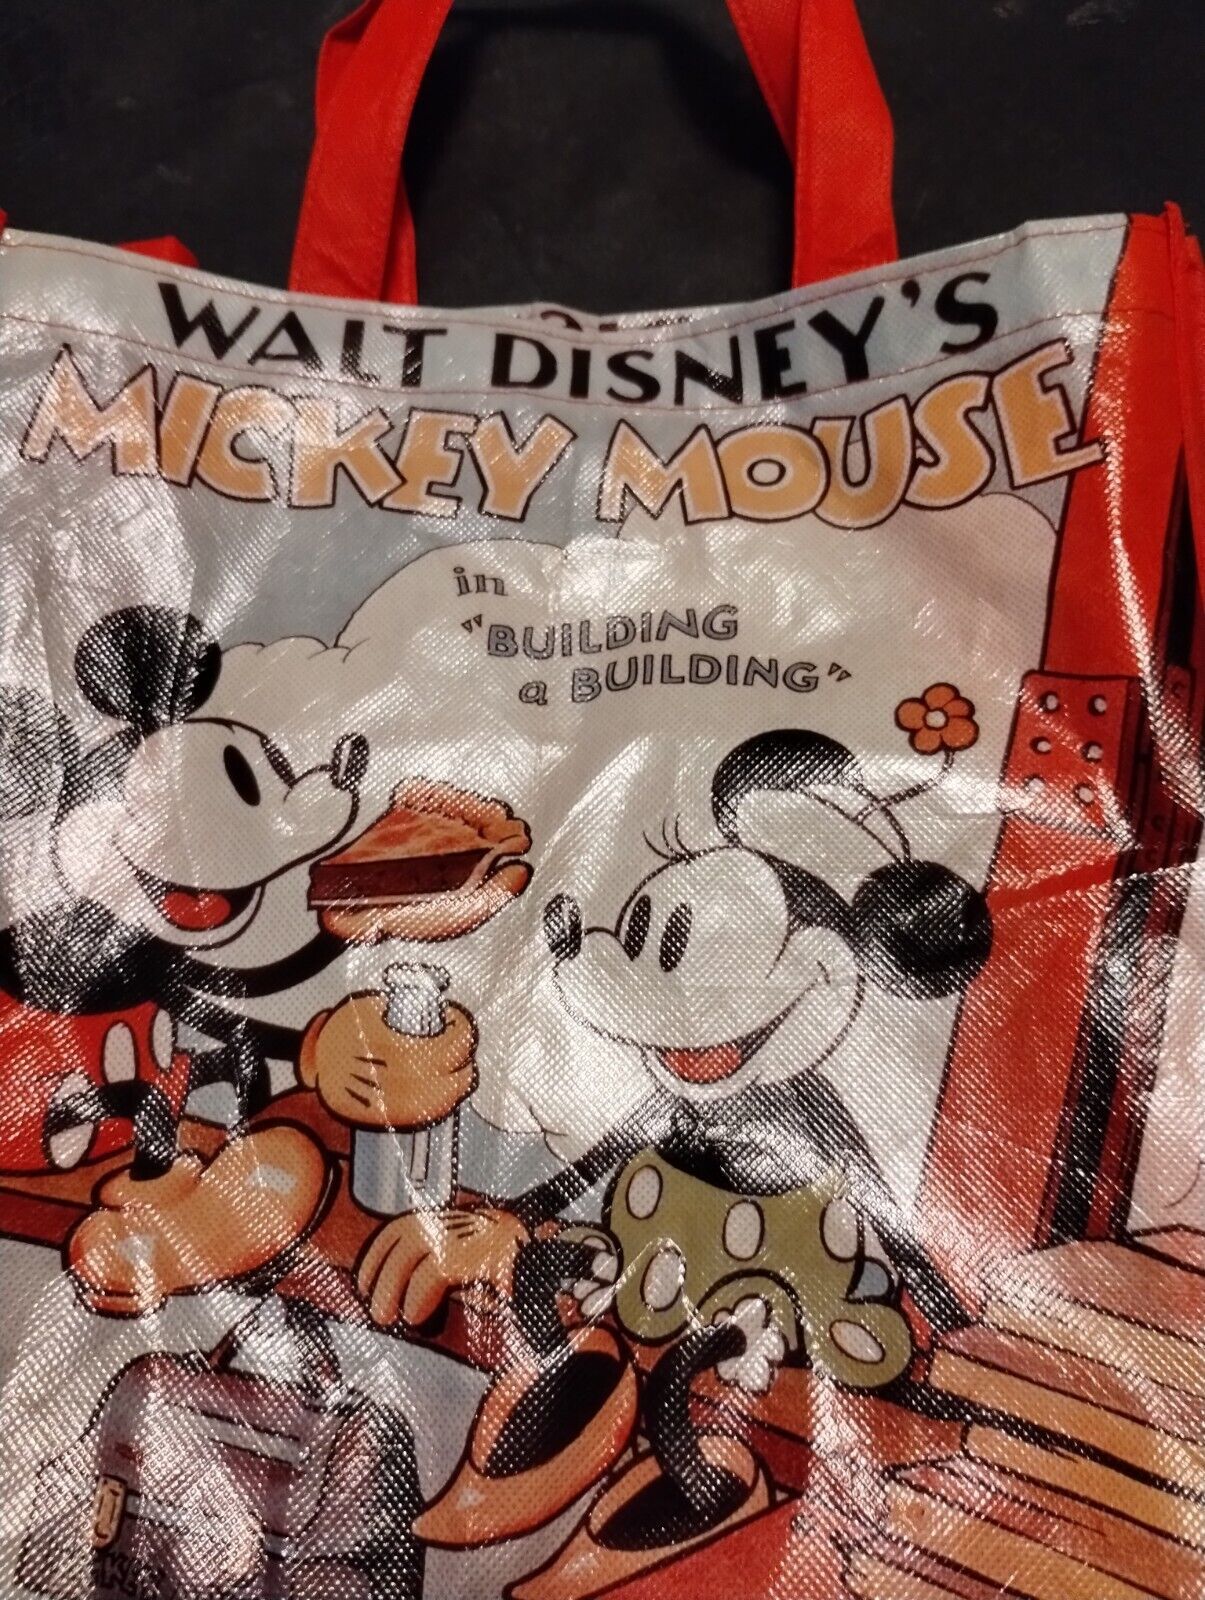 WALT DISNEY'S
MICKEY MOUSE
in
"BUILDING
a BUILDING"